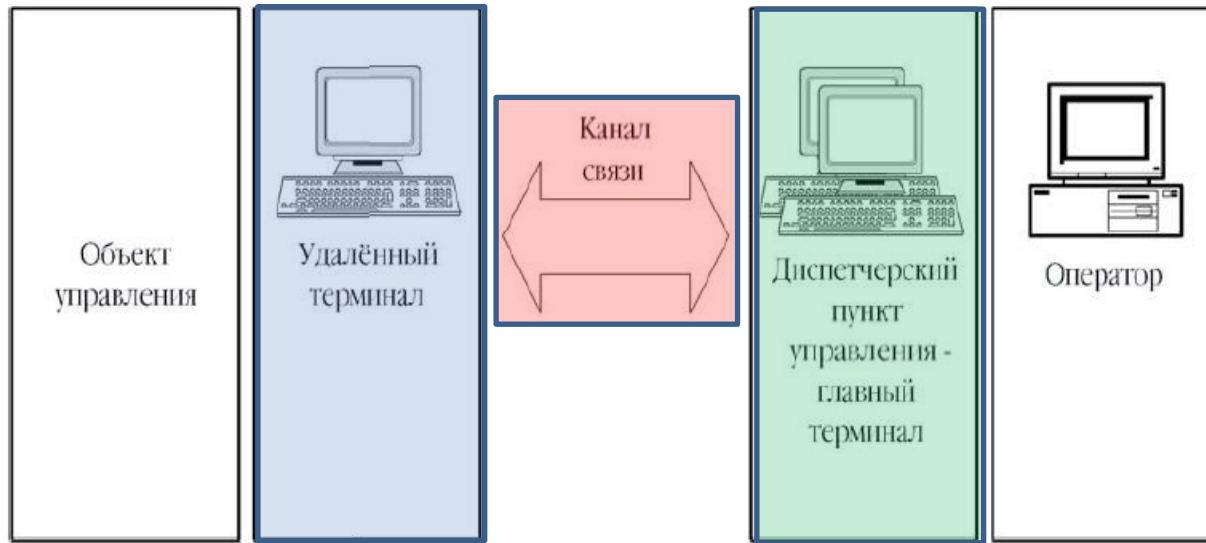 Объект
управления
Удалённый
терминал
Канал
связи
Диспетчерский
пункт
управления -
главный
терминал
Оператор